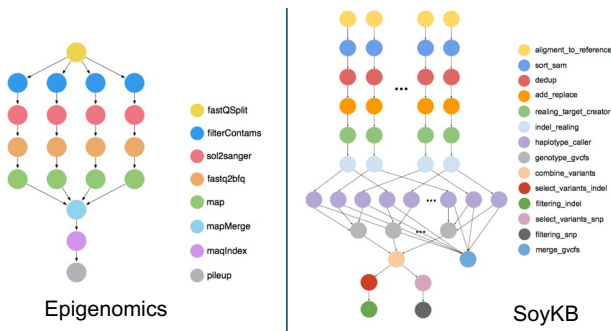 fastQSplit
filterContams
sol2sanger
fastq2bfq
map
mapMerge
maqIndex
pileup
Epigenomics
...
...
...
aligment_to_reference
sort_sam
dedup
add_replace
realing_target_creator
indel_realing
haplotype_caller
genotype_gvcfs
combine_variants
select_variants_indel
filtering_indel
select_variants_snp
filtering_snp
merge_gvcfs
SoyKB